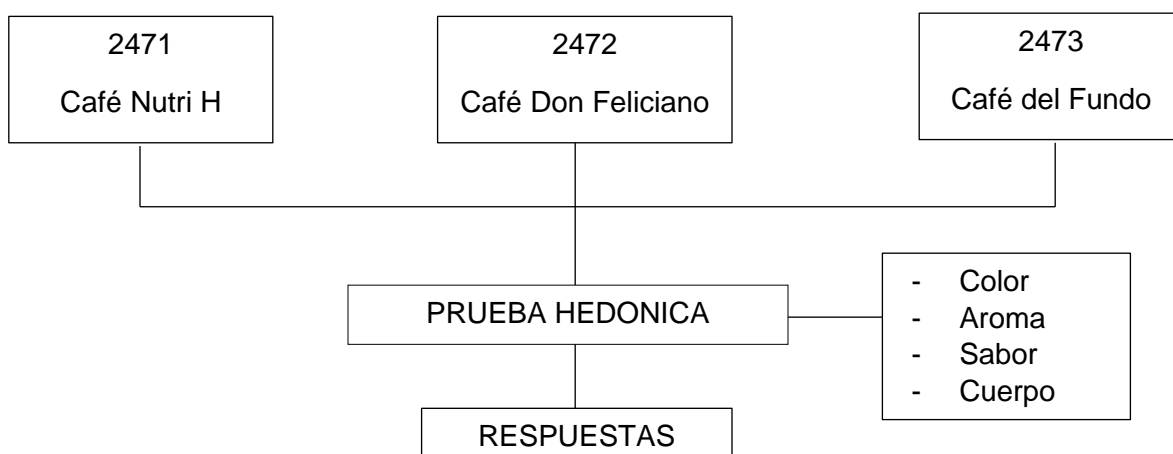 2471
Café Nutri H
2472
Café Don Feliciano
2473
Café del Fundo
PRUEBA HEDONICA
- Color
- Aroma
- Sabor
- Cuerpo
RESPUESTAS